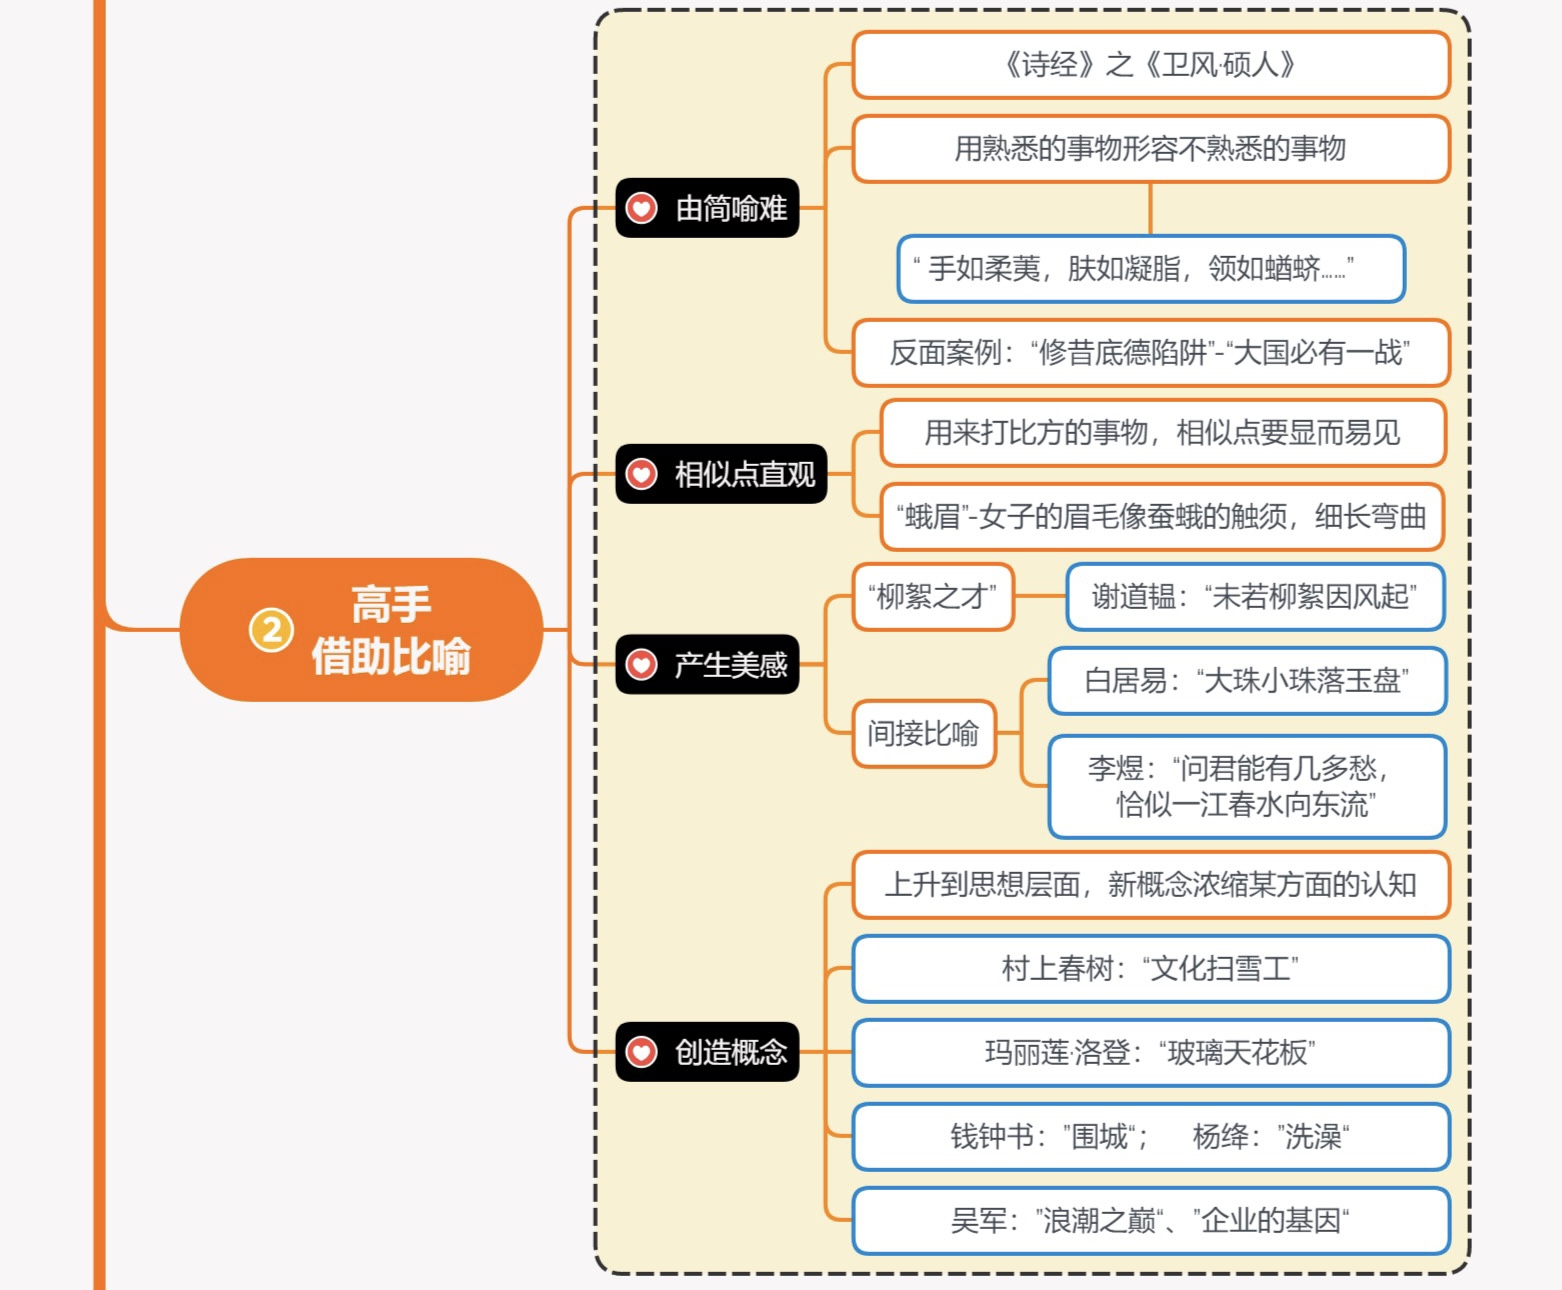 ② 高手
借助比喻
由简喻难
《诗经》之《卫风·硕人》
用熟悉的事物形容不熟悉的事物
“ 手如柔荑，肤如凝脂，领如蝤蛴……”
反面案例：“修昔底德陷阱”-“大国必有一战”
相似点直观
用来打比方的事物，相似点要显而易见
“蛾眉”-女子的眉毛像蚕蛾的触须，细长弯曲
产生美感
“柳絮之才”
谢道韫：“未若柳絮因风起”
间接比喻
白居易：“大珠小珠落玉盘”
李煜：“问君能有几多愁，
恰似一江春水向东流”
创造概念
上升到思想层面，新概念浓缩某方面的认知
村上春树：“文化扫雪工”
玛丽莲·洛登：“玻璃天花板”
钱钟书：”围城“； 杨绛：”洗澡“
吴军：”浪潮之巅“、”企业的基因“